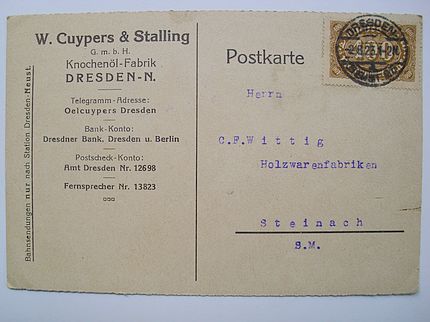 W. Cuypers & Stalling
G. m. b. H.
Knochenöl-Fabrik
DRESDEN-N.
Telegramm-Adresse:
Oelcuypers Dresden
Bank-Konto:
Dresdner Bank, Dresden u. Berlin
Postscheck-Konto:
Amt Dresden Nr. 12698
Fernsprecher Nr. 13823
Bahnsendungen nur nach Station Dresden-Neust.
Postkarte
DRESDEN
Herrn
C.F.Wittig
Holzwarenfabriken
Steinach
S.M.